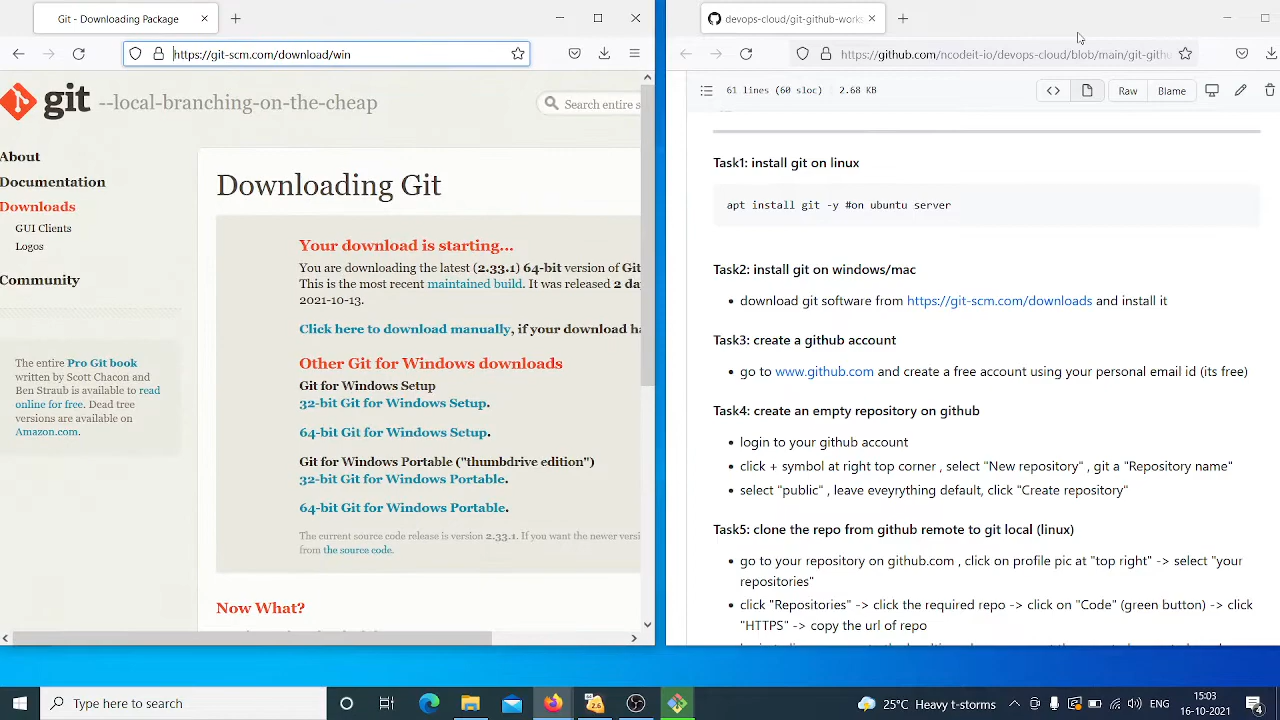 Git - Downloading Package
https://git-scm.com/download/win
git --local-branching-on-the-cheap
Search entire s
About
Documentation
Downloads
GUI Clients
Logos
Community
The entire Pro Git book
written by Scott Chacon and
Ben Straub is available to read
online for free. Dead tree
versions are available on
Amazon.com.
Downloading Git
Your download is starting...
You are downloading the latest (2.33.1) 64-bit version of Git
This is the most recent maintained build. It was released 2 da
2021-10-13.
Click here to download manually, if your download ha
Other Git for Windows downloads
Git for Windows Setup
32-bit Git for Windows Setup.
64-bit Git for Windows Setup.
Git for Windows Portable ("thumbdrive edition")
32-bit Git for Windows Portable.
64-bit Git for Windows Portable.
The current source code release is version 2.33.1. If you want the newer versi
from the source code.
Now What?
devops-cloud/git-github-works
https://github.com/ncodeit-io/devops-cloud/blob/main/git-githu
61 lines (60 sloc) 2.68 KB
Raw Blame
Task1: install git on linux
apt install git -y #on ubuntu server
Task2: install git on windows/mac
• download git software from https://git-scm.com/downloads and install it
Task3: create a github account
• go to www.github.com and create a free account using your personal email id (its free)
Task4: create an empty repository on github
• login to your github account
• click + symbol at right top corner , select "New repository" , git a "Repository name"
• select "public" , leave eveyrything default, click "Create repository"
Task5: clone the repo from github remote to git local (linux)
• go to your repository on github.com , click on profile pic at "top right" -> select "your
repositories"
• click "Repositories" -> click the required repo -> click on "Code" (green button) -> click
"HTTPS" -> copy the url of repo
Type here to search
2.6
25°C Heavy t-storms
ENG
15:03
16-10-2021